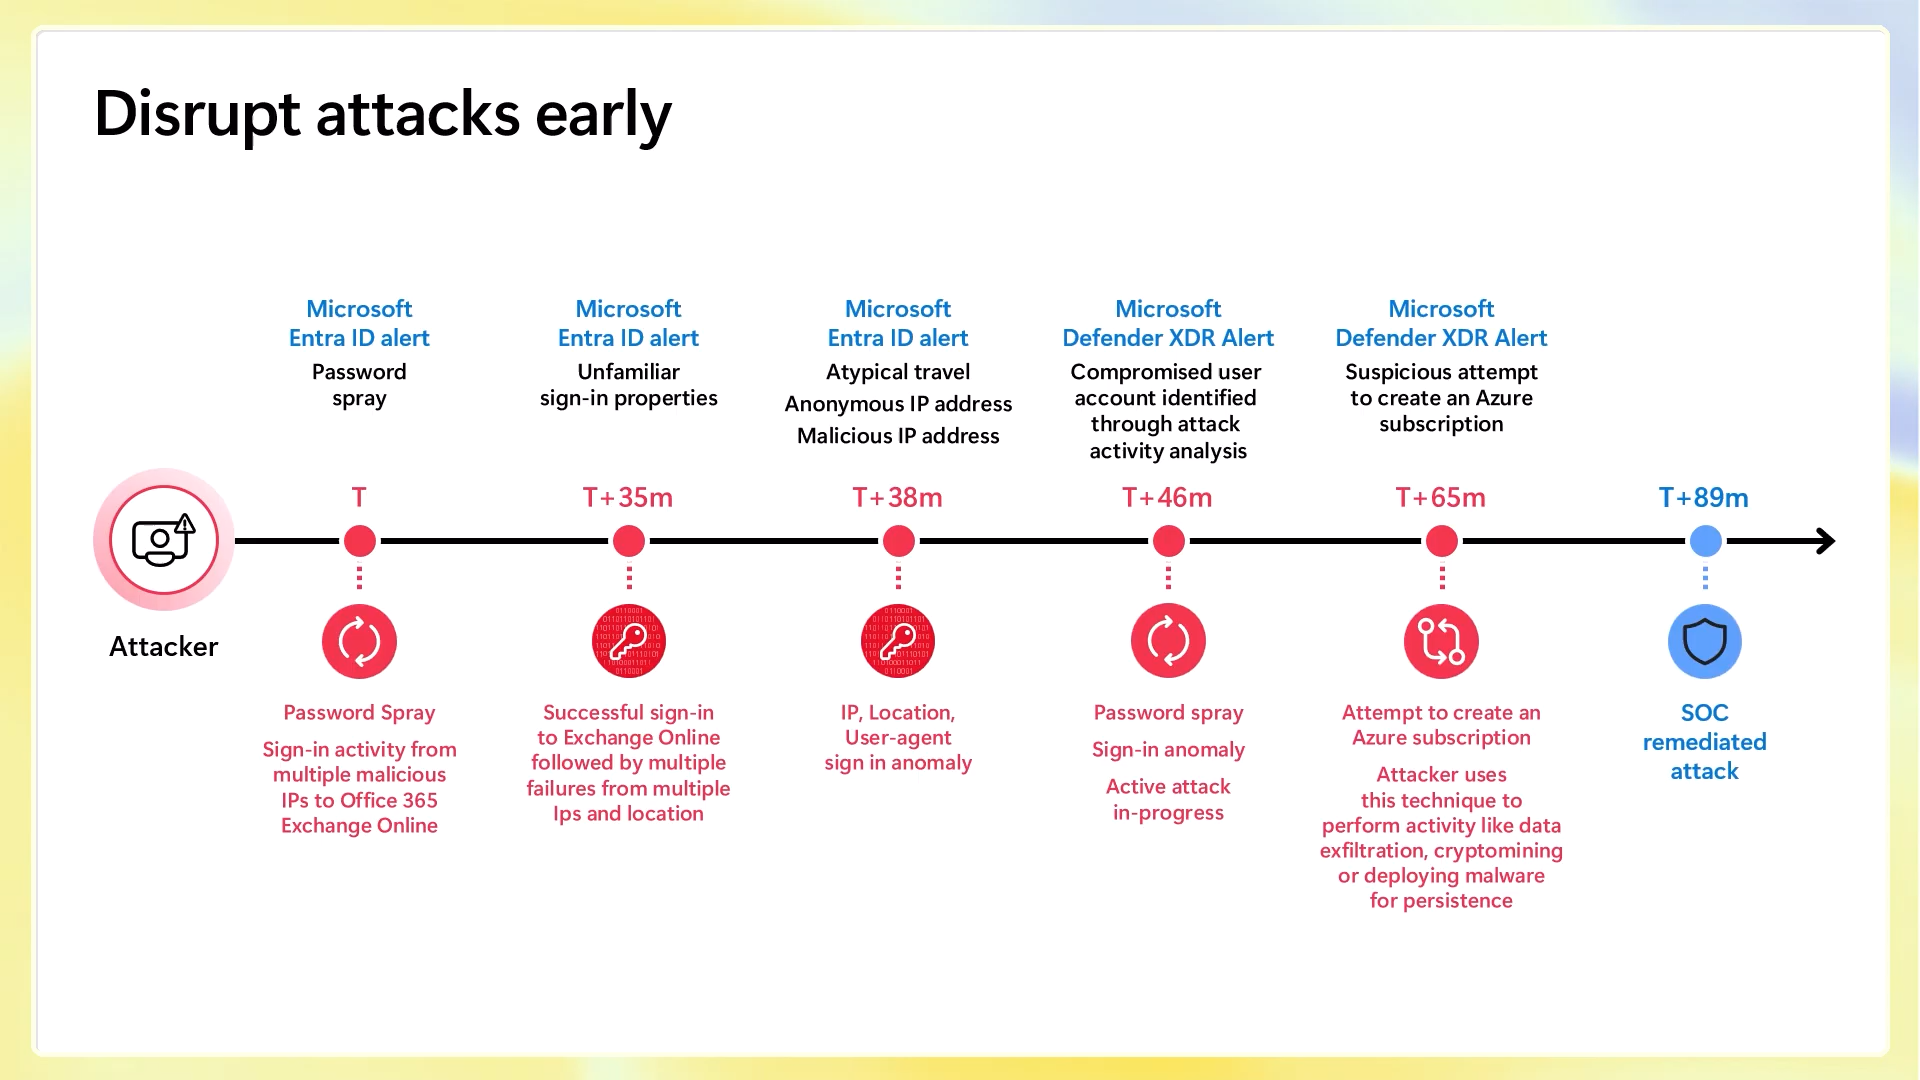 Disrupt attacks early
Microsoft
Entra ID alert
Password
spray
Microsoft
Entra ID alert
Unfamiliar
sign-in properties
Microsoft
Entra ID alert
Atypical travel
Anonymous IP address
Malicious IP address
Microsoft
Defender XDR Alert
Compromised user
account identified
through attack
activity analysis
Microsoft
Defender XDR Alert
Suspicious attempt
to create an Azure
subscription
T
T+35m
T+38m
T+46m
T+65m
T+89m
Attacker
Password Spray
Sign-in activity from
multiple malicious
IPs to Office 365
Exchange Online
Successful sign-in
to Exchange Online
followed by multiple
failures from multiple
Ips and location
IP, Location,
User-agent
sign in anomaly
Password spray
Sign-in anomaly
Active attack
in-progress
Attempt to create an
Azure subscription
Attacker uses
this technique to
perform activity like data
exfiltration, cryptomining
or deploying malware
for persistence
SOC
remediated
attack